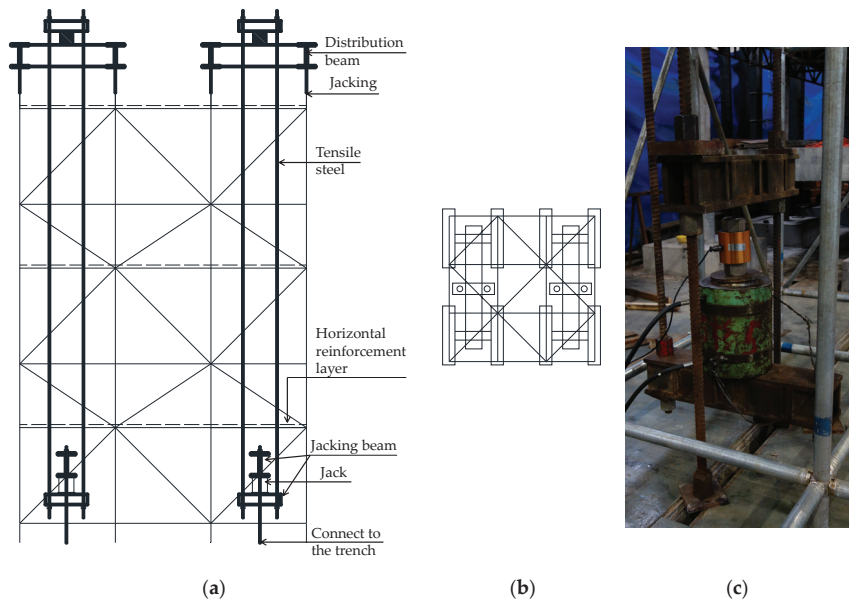 Distribution
beam
Jacking
Tensile
steel
Horizontal
reinforcement
layer
Jacking beam
Jack
Connect to
the trench
(a)
(b)
(c)